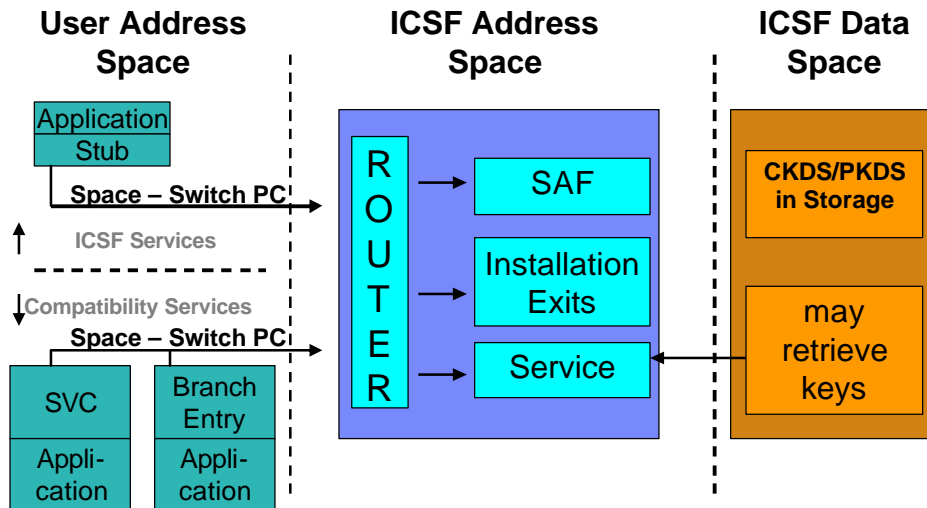 User Address
Space
ICSF Address
Space
ICSF Data
Space
Application
Stub
Space – Switch PC
ICSF Services
Compatibility Services
Space – Switch PC
SVC
Appli-
cation
Branch
Entry
Appli-
cation
R
O
U
T
E
R
SAF
Installation
Exits
Service
CKDS/PKDS
in Storage
may
retrieve
keys